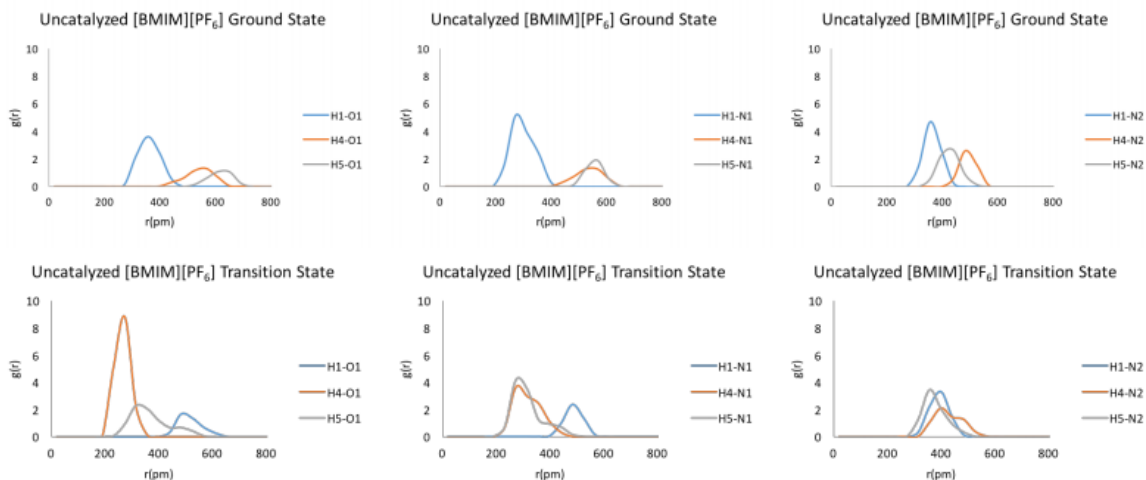 Uncatalyzed [BMIM][PF₆] Ground State
10
8
6
4
2
0
g(r)
0 200 400 600 800
r(pm)
H1-O1
H4-O1
H5-O1
Uncatalyzed [BMIM][PF₆] Ground State
10
8
6
4
2
0
g(r)
0 200 400 600 800
r(pm)
H1-N1
H4-N1
H5-N1
Uncatalyzed [BMIM][PF₆] Ground State
10
8
6
4
2
0
g(r)
0 200 400 600 800
r(pm)
H1-N2
H4-N2
H5-N2
Uncatalyzed [BMIM][PF₆] Transition State
10
8
6
4
2
0
g(r)
0 200 400 600 800
r(pm)
H1-O1
H4-O1
H5-O1
Uncatalyzed [BMIM][PF₆] Transition State
10
8
6
4
2
0
g(r)
0 200 400 600 800
r(pm)
H1-N1
H4-N1
H5-N1
Uncatalyzed [BMIM][PF₆] Transition State
10
8
6
4
2
0
g(r)
0 200 400 600 800
r(pm)
H1-N2
H4-N2
H5-N2